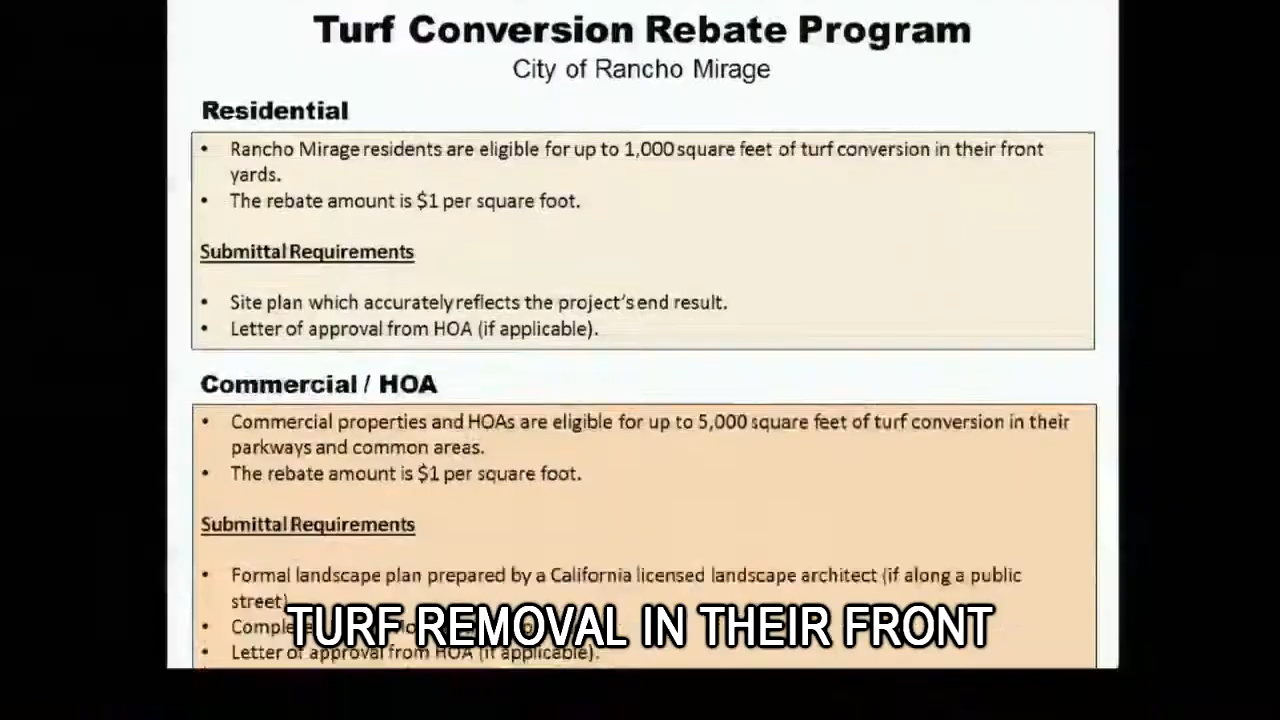 Turf Conversion Rebate Program
City of Rancho Mirage
Residential
• Rancho Mirage residents are eligible for up to 1,000 square feet of turf conversion in their front
yards.
• The rebate amount is $1 per square foot.
Submittal Requirements
• Site plan which accurately reflects the project's end result.
• Letter of approval from HOA (if applicable).
Commercial / HOA
• Commercial properties and HOAs are eligible for up to 5,000 square feet of turf conversion in their
parkways and common areas.
• The rebate amount is $1 per square foot.
Submittal Requirements
• Formal landscape plan prepared by a California licensed landscape architect (if along a public
street)
TURF REMOVAL IN THEIR FRONT
• Letter of approval from HOA (if applicable).